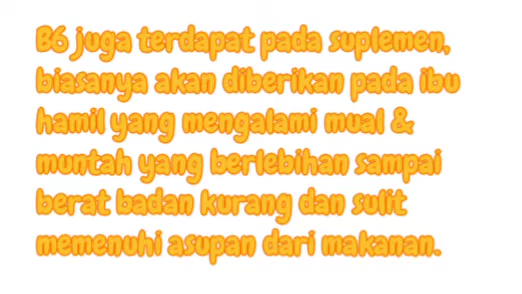 B6 juga terdapat pada suplemen,
biasanya akan diberikan pada ibu
hamil yang mengalami mual &
muntah yang berlebihan sampai
berat badan kurang dan sulit
memenuhi asupan dari makanan.